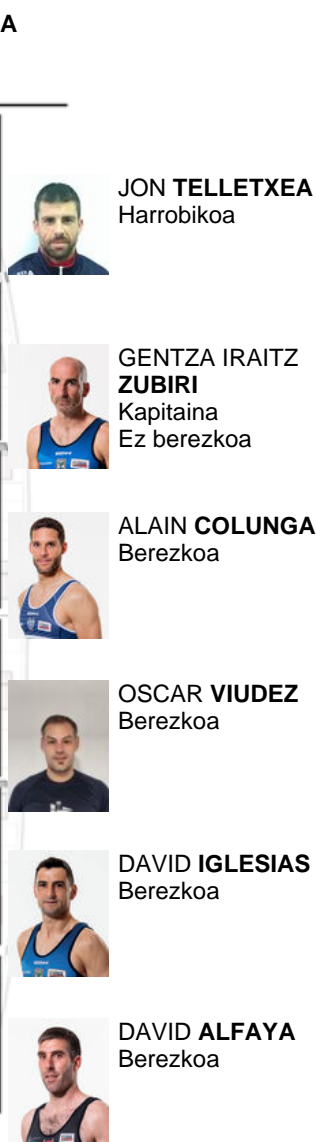 A
JON TELLETXEA
Harrobikoa
GENTZA IRAITZ
ZUBIRI
Kapitaina
Ez berezkoa
ALAIN COLUNGA
Berezkoa
OSCAR VIUDEZ
Berezkoa
DAVID IGLESIAS
Berezkoa
DAVID ALFAYA
Berezkoa